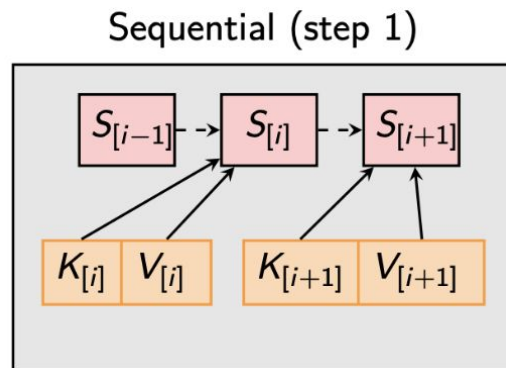 Sequential (step 1)
S[i−1] S[i] S[i+1]
K[i] V[i] K[i+1] V[i+1]